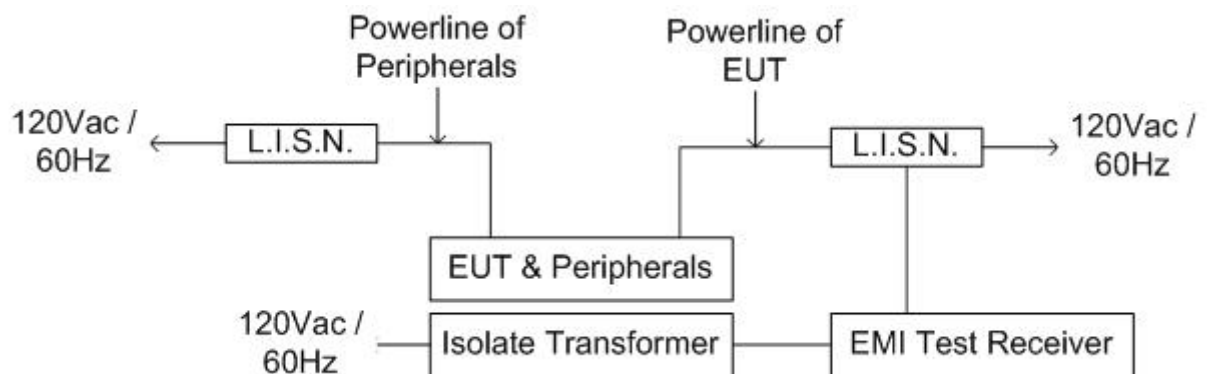 Powerline of
Peripherals
Powerline of
EUT
120Vac /
60Hz
L.I.S.N.
L.I.S.N.
120Vac /
60Hz
EUT & Peripherals
120Vac /
60Hz
Isolate Transformer
EMI Test Receiver